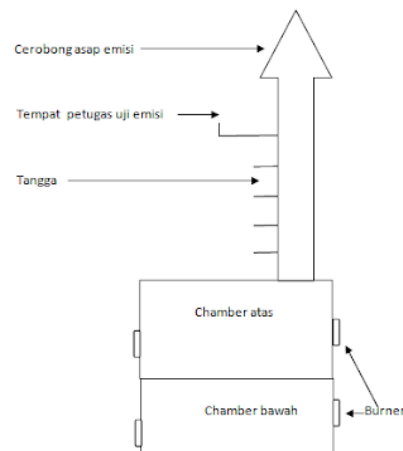 Cerobong asap emisi
Tempat petugas uji emisi
Tangga
Chamber atas
Chamber bawah
Burner